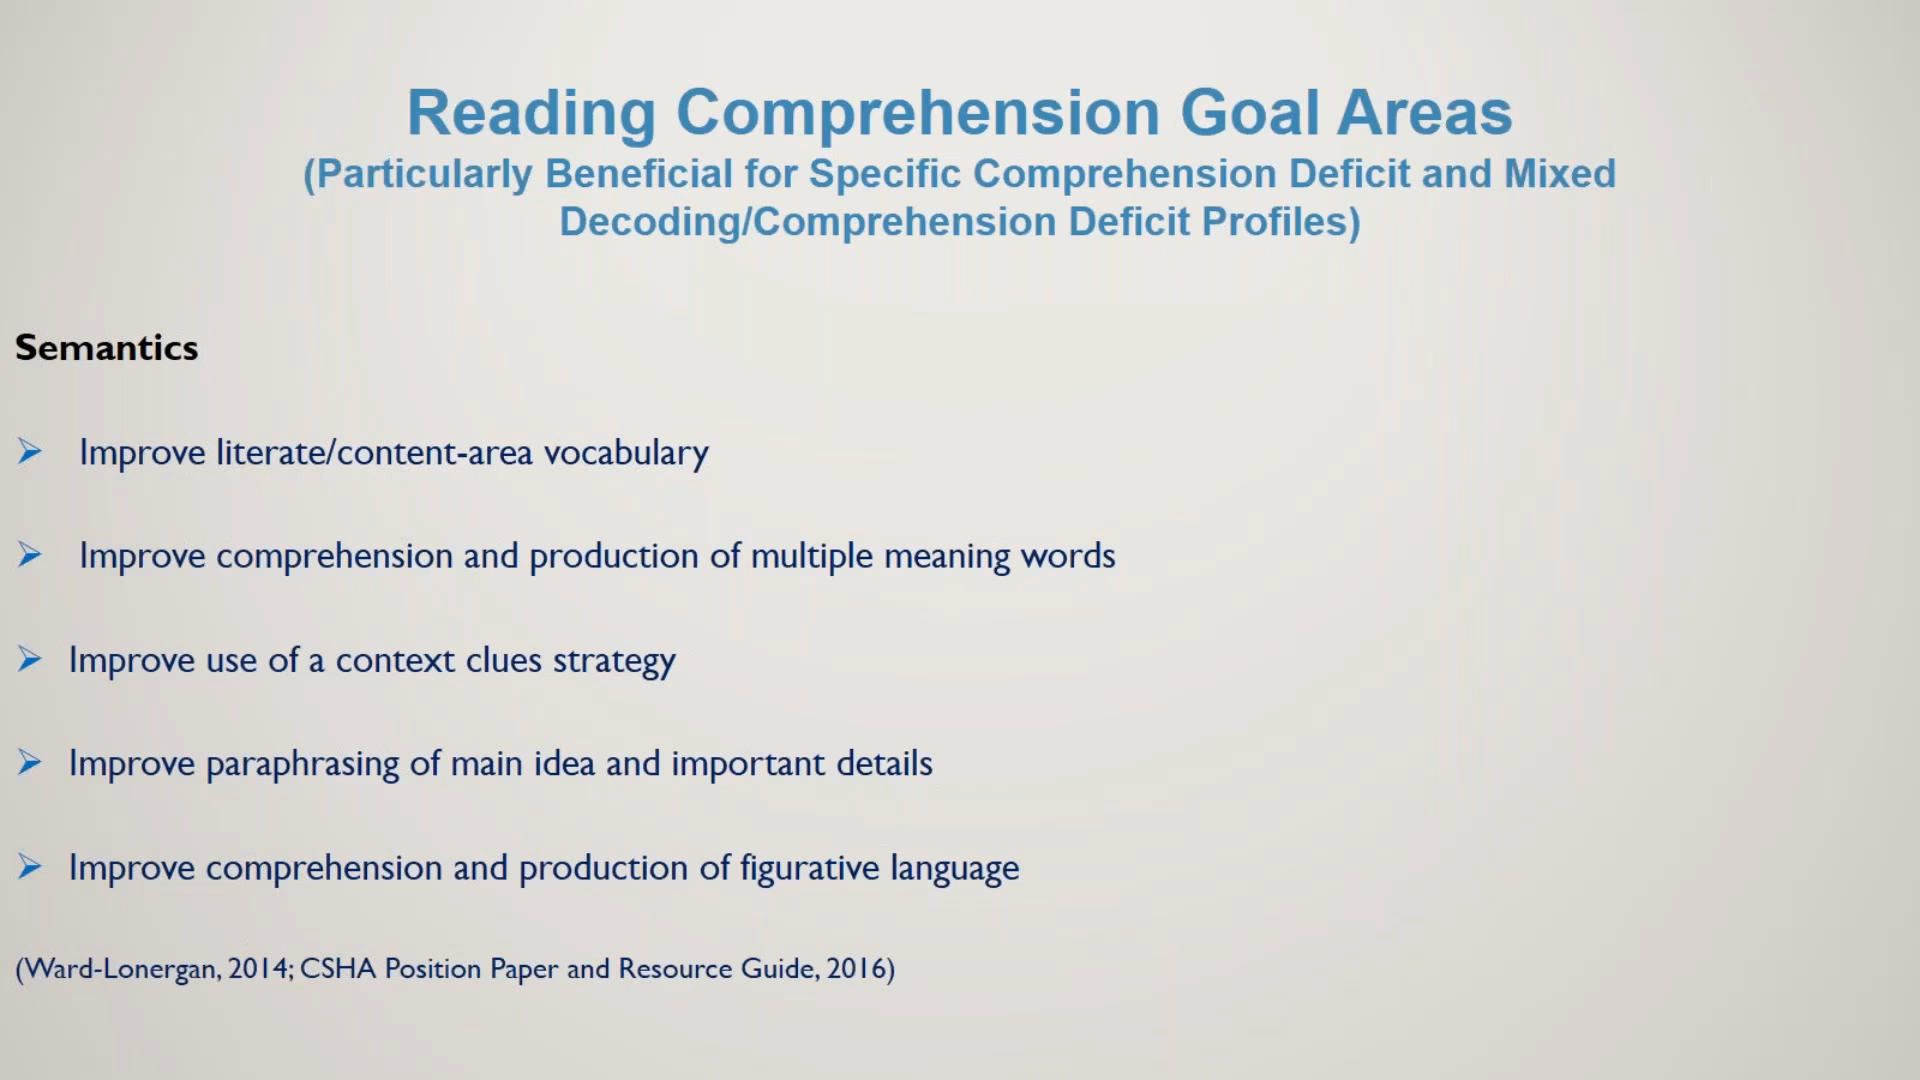 Reading Comprehension Goal Areas
(Particularly Beneficial for Specific Comprehension Deficit and Mixed
Decoding/Comprehension Deficit Profiles)
Semantics
Improve literate/content-area vocabulary
Improve comprehension and production of multiple meaning words
Improve use of a context clues strategy
Improve paraphrasing of main idea and important details
Improve comprehension and production of figurative language
(Ward-Lonergan, 2014; CSHA Position Paper and Resource Guide, 2016)